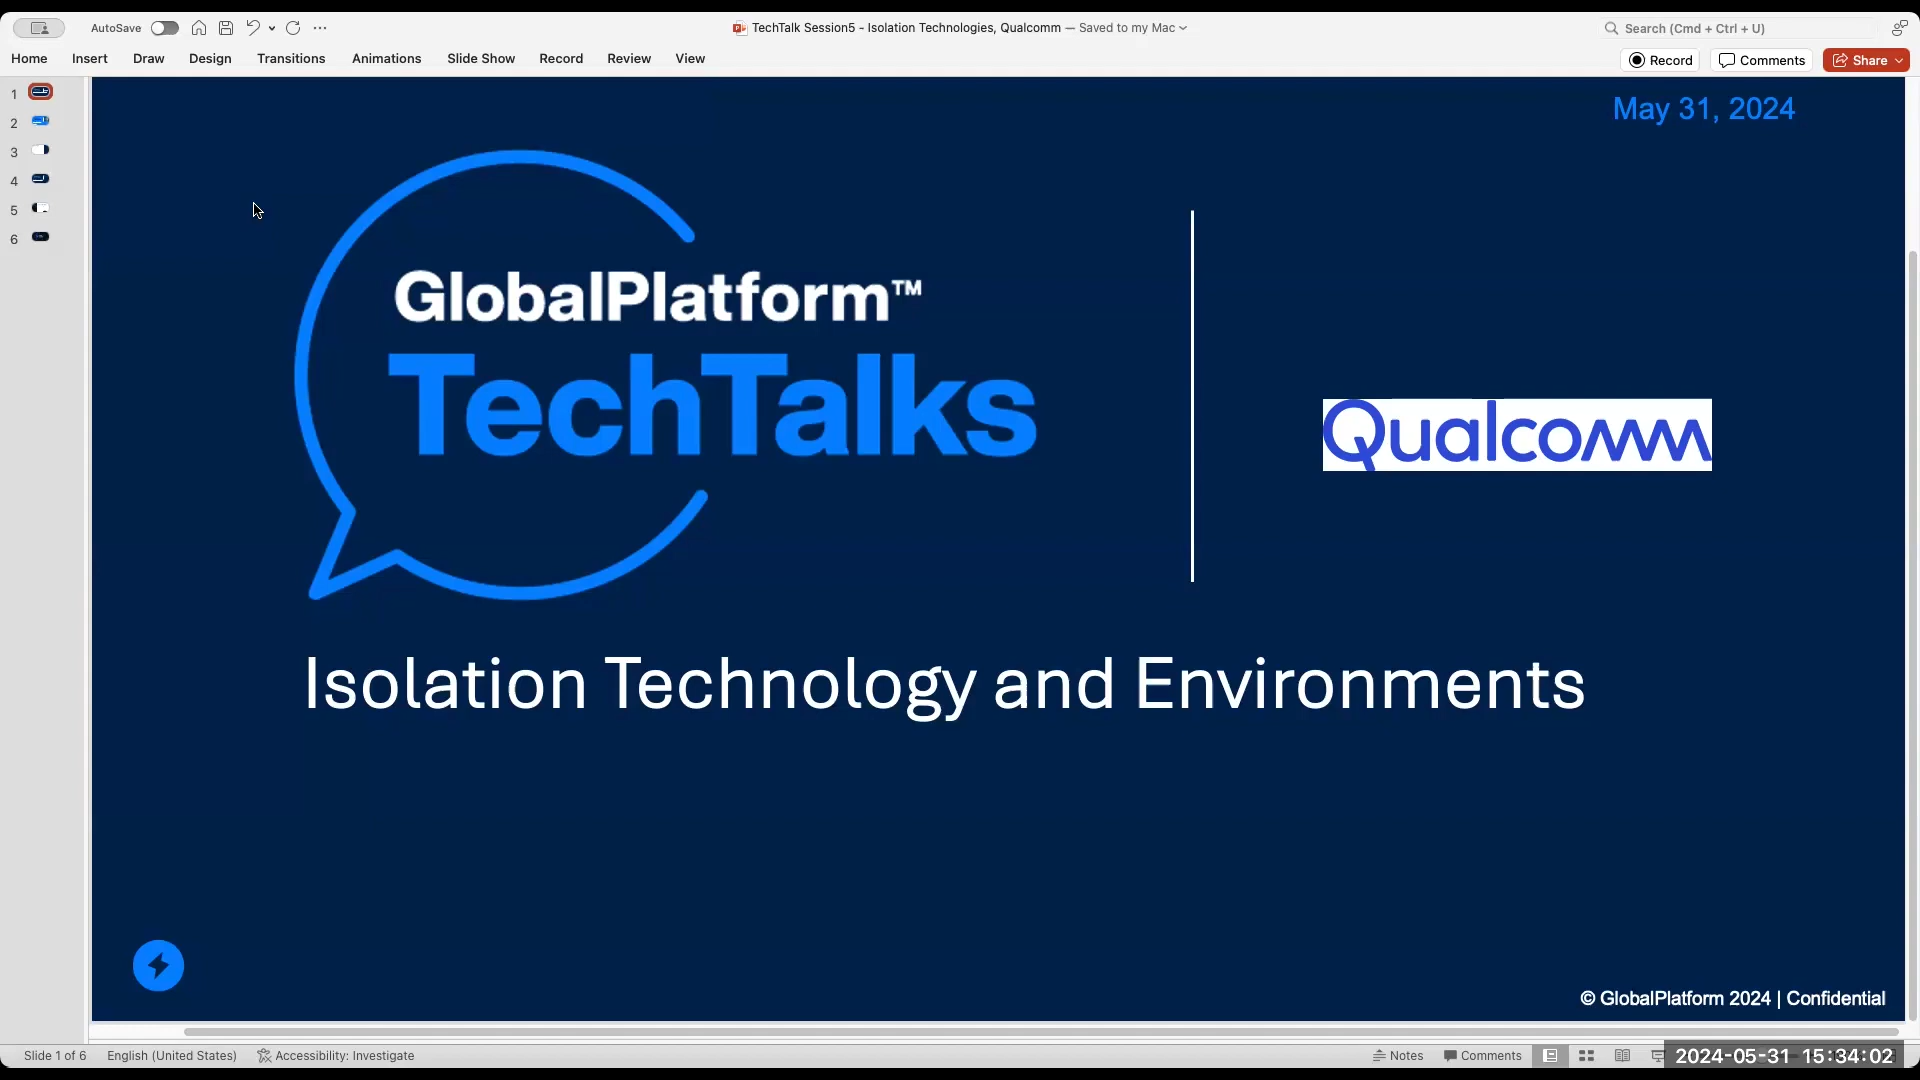 AutoSave
TechTalk Session5 - Isolation Technologies, Qualcomm — Saved to my Mac
Search (Cmd + Ctrl + U)
Home Insert Draw Design Transitions Animations Slide Show Record Review View
Record Comments Share
1
2
3
4
5
6
May 31, 2024
GlobalPlatform™
TechTalks
Qualcomm
Isolation Technology and Environments
© GlobalPlatform 2024 | Confidential
Slide 1 of 6 English (United States) Accessibility: Investigate Notes Comments
2024-05-31 15:34:02